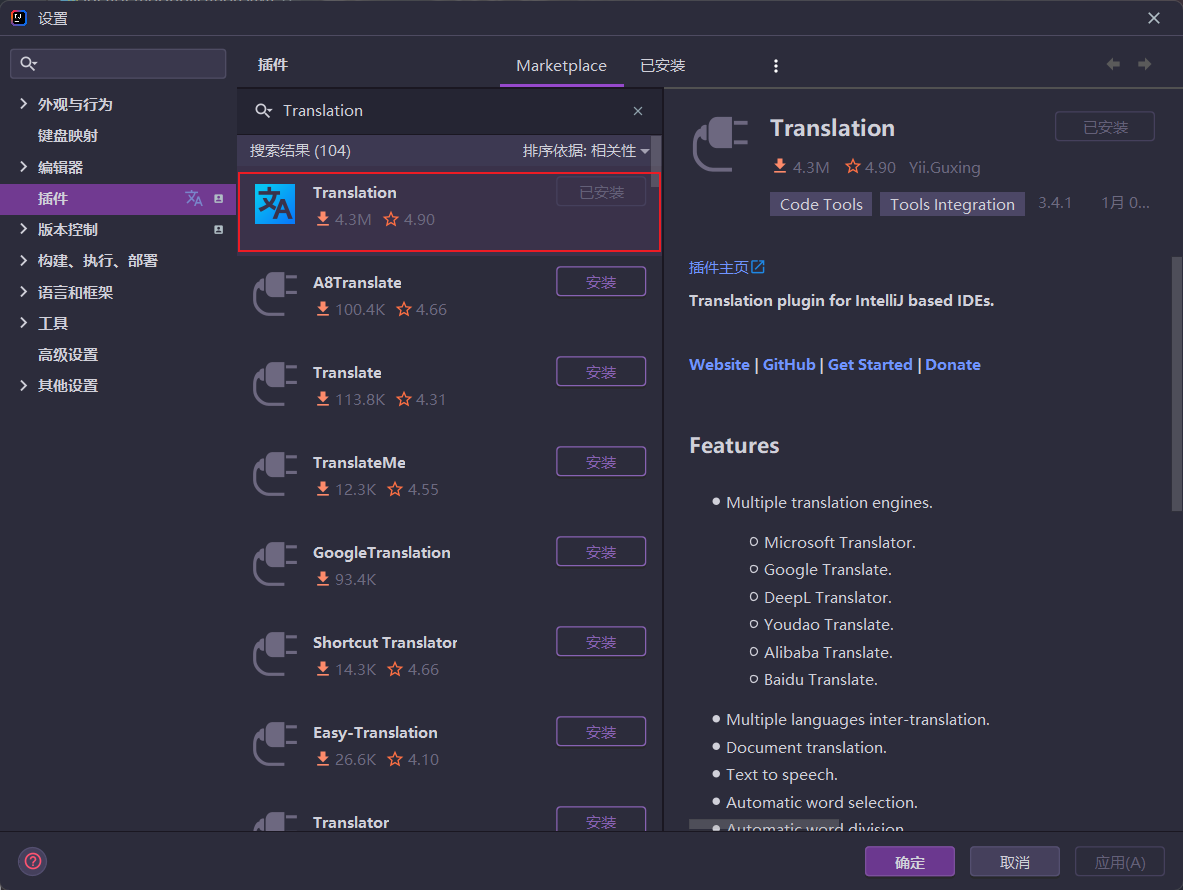 设置
外观与行为
键盘映射
编辑器
插件
版本控制
构建、执行、部署
语言和框架
工具
高级设置
其他设置
插件
Marketplace
已安装
Translation
搜索结果 (104)
排序依据: 相关性
Translation
已安装
4.3M 4.90
A8Translate
安装
100.4K 4.66
Translate
安装
113.8K 4.31
TranslateMe
安装
12.3K 4.55
GoogleTranslation
安装
93.4K
Shortcut Translator
安装
14.3K 4.66
Easy-Translation
安装
26.6K 4.10
Translator
安装
Translation
已安装
4.3M 4.90 Yii.Guxing
Code Tools Tools Integration 3.4.1 1月 0...
插件主页
Translation plugin for IntelliJ based IDEs.
Website | GitHub | Get Started | Donate
Features
Multiple translation engines.
Microsoft Translator.
Google Translate.
DeepL Translator.
Youdao Translate.
Alibaba Translate.
Baidu Translate.
Multiple languages inter-translation.
Document translation.
Text to speech.
Automatic word selection.
Automatic word division
确定
取消
应用(A)